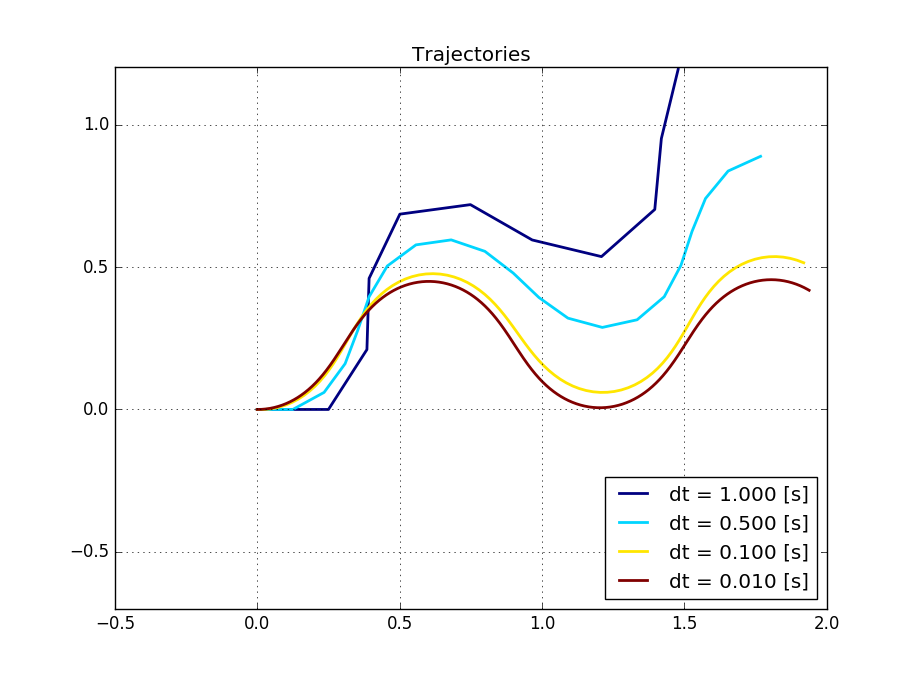 Trajectories
1.0
0.5
0.0
−0.5
−0.5 0.0 0.5 1.0 1.5 2.0
dt = 1.000 [s]
dt = 0.500 [s]
dt = 0.100 [s]
dt = 0.010 [s]